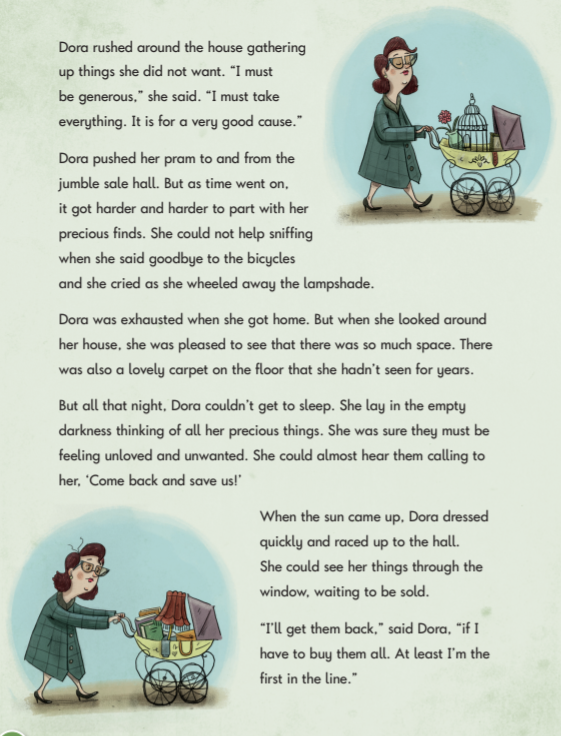 Dora rushed around the house gathering
up things she did not want. “I must
be generous,” she said. “I must take
everything. It is for a very good cause.”
Dora pushed her pram to and from the
jumble sale hall. But as time went on,
it got harder and harder to part with her
precious finds. She could not help sniffing
when she said goodbye to the bicycles
and she cried as she wheeled away the lampshade.
Dora was exhausted when she got home. But when she looked around
her house, she was pleased to see that there was so much space. There
was also a lovely carpet on the floor that she hadn’t seen for years.
But all that night, Dora couldn’t get to sleep. She lay in the empty
darkness thinking of all her precious things. She was sure they must be
feeling unloved and unwanted. She could almost hear them calling to
her, ‘Come back and save us!’
When the sun came up, Dora dressed
quickly and raced up to the hall.
She could see her things through the
window, waiting to be sold.
“I’ll get them back,” said Dora, “if I
have to buy them all. At least I’m the
first in the line.”